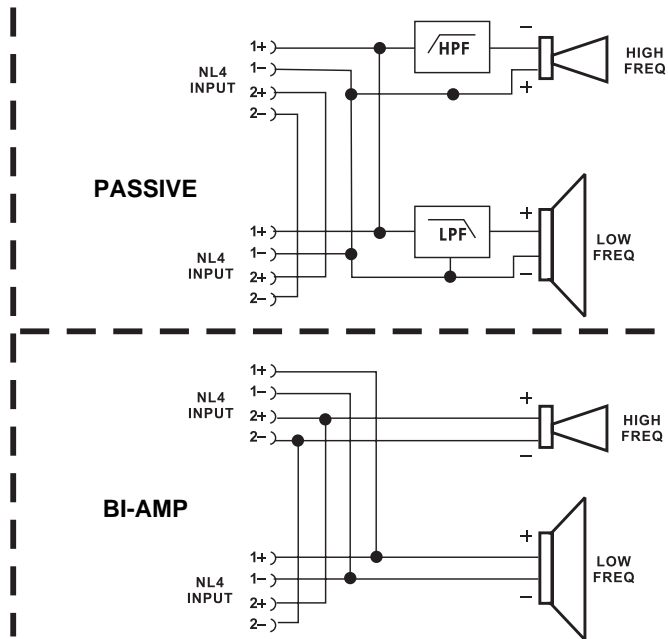 PASSIVE
NL4
INPUT
1+
1–
2+
2–
HPF
–
+
HIGH
FREQ
NL4
INPUT
1+
1–
2+
2–
LPF
+
–
LOW
FREQ
BI-AMP
NL4
INPUT
1+
1–
2+
2–
+
–
HIGH
FREQ
NL4
INPUT
1+
1–
2+
2–
+
–
LOW
FREQ